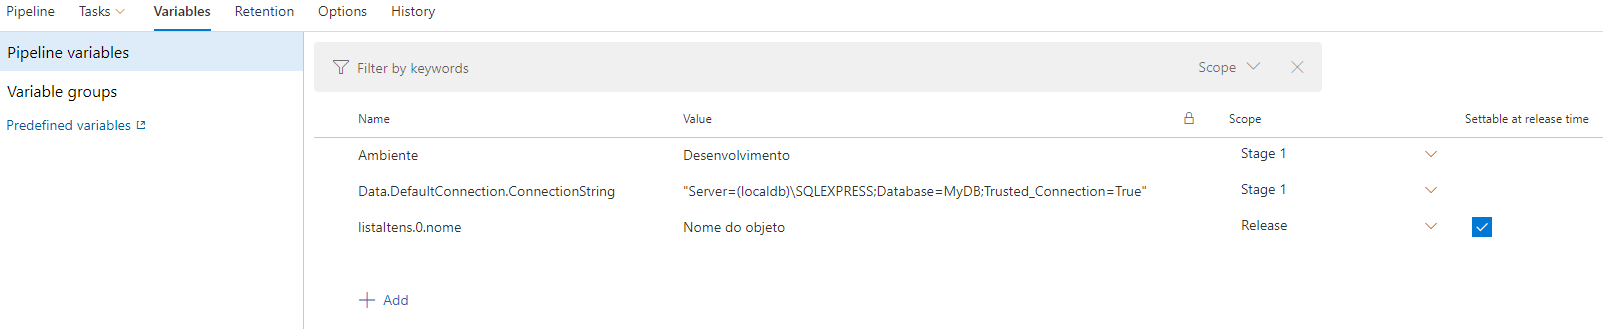 Pipeline Tasks Variables Retention Options History
Pipeline variables
Variable groups
Predefined variables
Filter by keywords Scope
Name Value Scope Settable at release time
Ambiente Desenvolvimento Stage 1
Data.DefaultConnection.ConnectionString "Server=(localdb)\SQLEXPRESS;Database=MyDB;Trusted_Connection=True" Stage 1
listaItens.0.nome Nome do objeto Release
Add